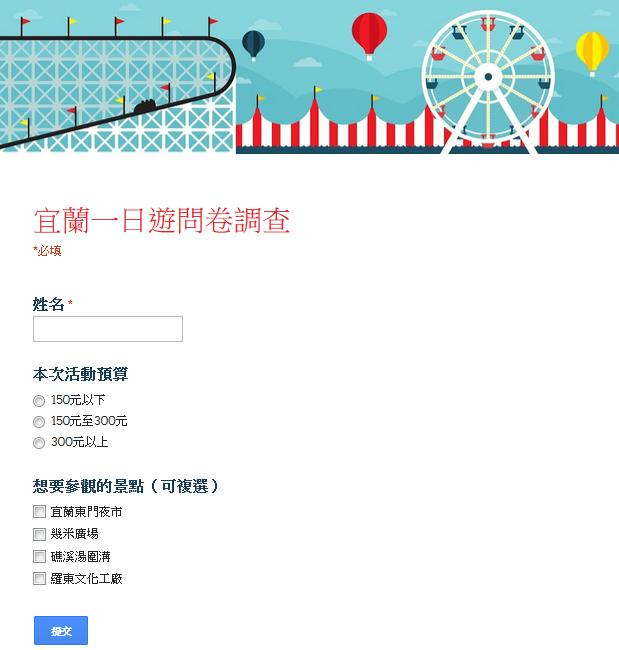 宜蘭一日遊問卷調查
*必填
姓名 *
本次活動預算
150元以下
150元至300元
300元以上
想要參觀的景點（可複選）
宜蘭東門夜市
幾米廣場
礁溪湯圍溝
羅東文化工廠
提交